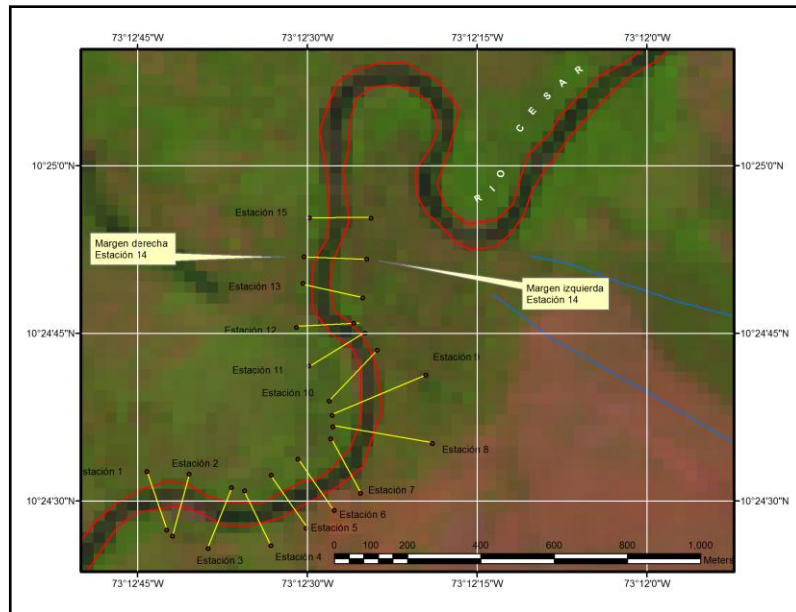 73°12'45"W
73°12'30"W
73°12'15"W
73°12'0"W
RIO CESAR
10°25'0"N
10°25'0"N
Estación 15
Margen derecha
Estación 14
Margen izquierda
Estación 14
Estación 13
10°24'45"N
10°24'45"N
Estación 12
Estación 11
Estación 9
Estación 10
Estación 8
Estación 1
Estación 2
Estación 7
10°24'30"N
10°24'30"N
Estación 6
Estación 5
Estación 3
Estación 4
0 100 200 400 600 800 1,000
Meters
73°12'45"W
73°12'30"W
73°12'15"W
73°12'0"W